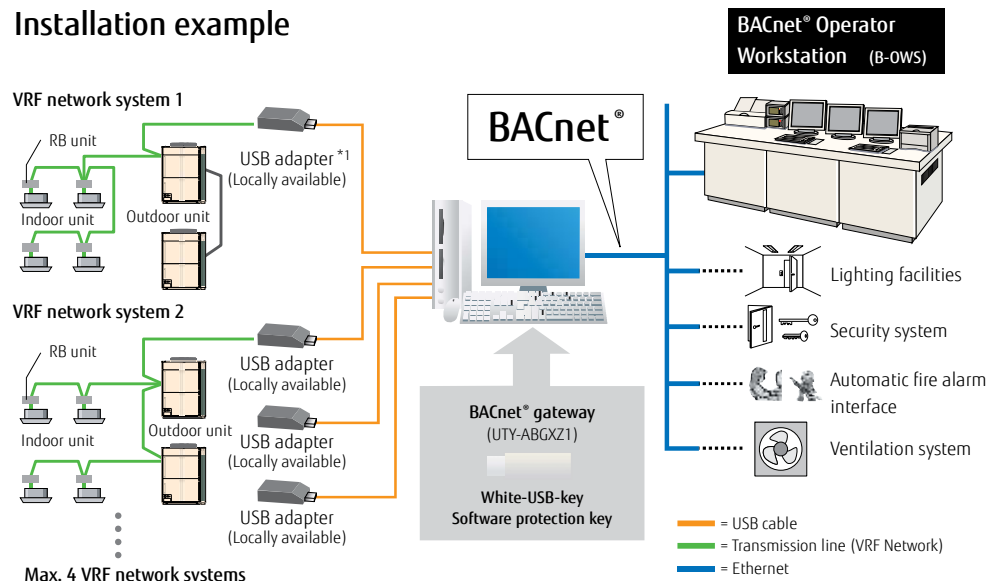 Installation example
BACnet® Operator
Workstation (B-OWS)
VRF network system 1
RB unit
Indoor unit
Outdoor unit
USB adapter *1
(Locally available)
BACnet®
VRF network system 2
RB unit
Indoor unit
Outdoor unit
USB adapter
(Locally available)
USB adapter
(Locally available)
USB adapter
(Locally available)
Max. 4 VRF network systems
BACnet® gateway
(UTY-ABGXZ1)
White-USB-key
Software protection key
Lighting facilities
Security system
Automatic fire alarm
interface
Ventilation system
= USB cable
= Transmission line (VRF Network)
= Ethernet